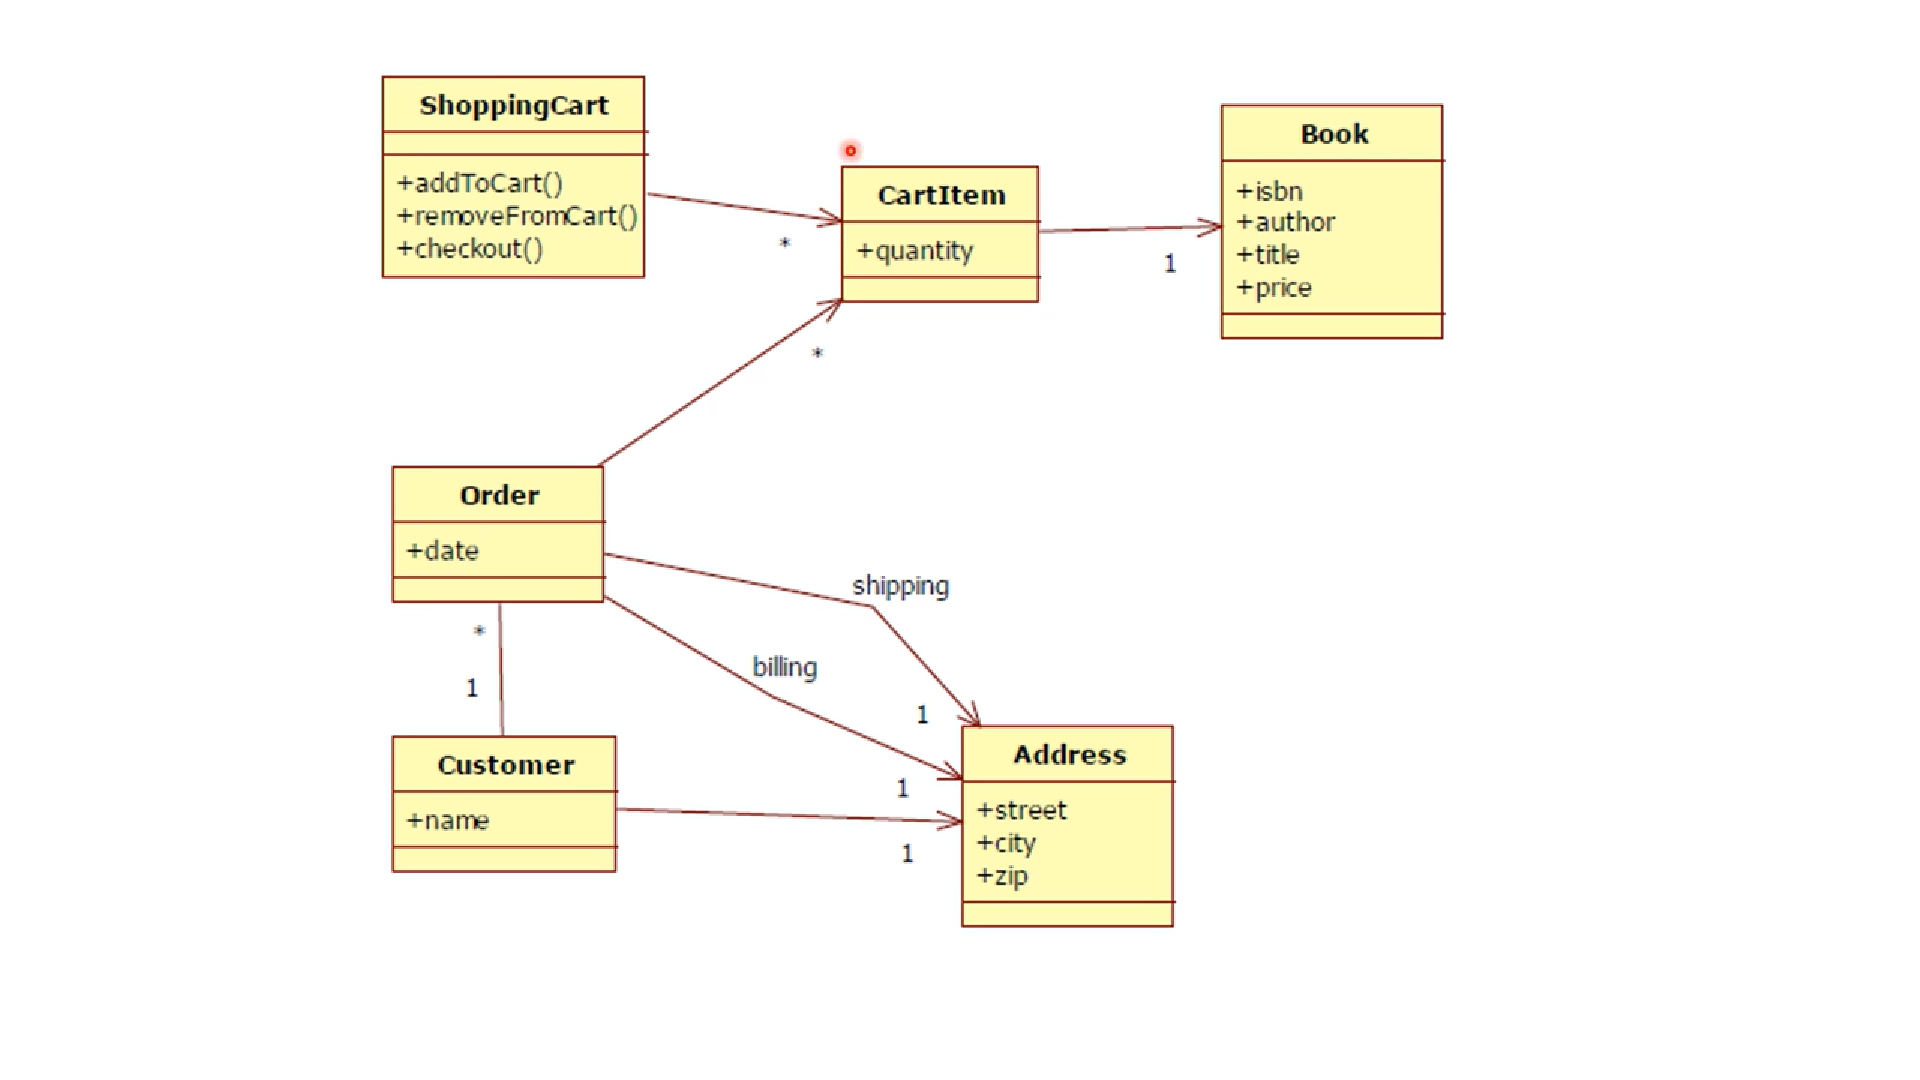 ShoppingCart
+addToCart()
+removeFromCart()
+checkout()
*
CartItem
+quantity
1
Book
+isbn
+author
+title
+price
*
Order
+date
*
1
shipping
billing
1
1
Customer
+name
1
Address
+street
+city
+zip